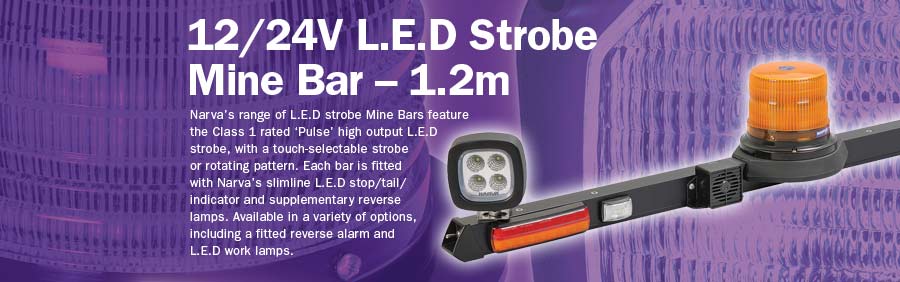 12/24V L.E.D Strobe
Mine Bar – 1.2m
Narva's range of L.E.D strobe Mine Bars feature
the Class 1 rated ‘Pulse’ high output L.E.D
strobe, with a touch-selectable strobe
or rotating pattern. Each bar is fitted
with Narva's slimline L.E.D stop/tail/
indicator and supplementary reverse
lamps. Available in a variety of options,
including a fitted reverse alarm and
L.E.D work lamps.
NARVA